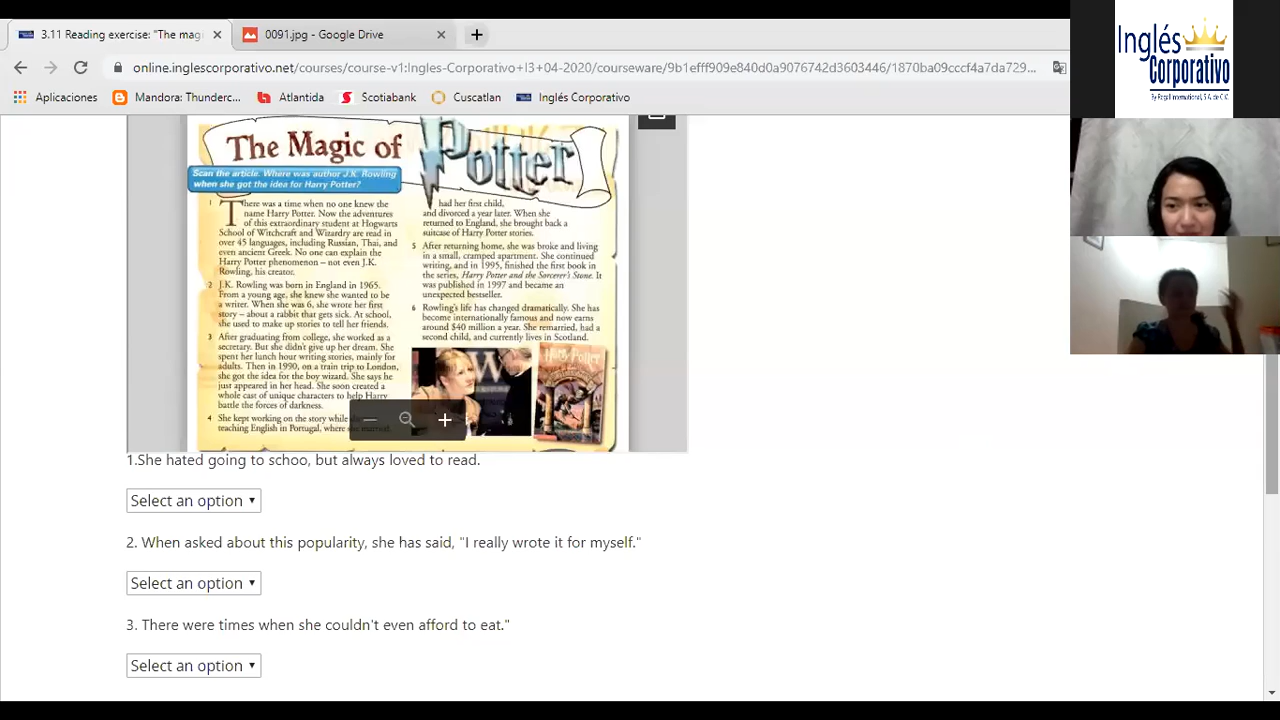 3.11 Reading exercise: "The mag
0091.jpg - Google Drive
online.inglescorporativo.net/courses/course-v1:Ingles-Corporativo+I3+04-2020/courseware/9b1efff909e840d0a9076742d3603446/1870ba09cccf4a7da729...
Aplicaciones
Mandora: Thunderc...
Atlantida
Scotiabank
Cuscatlán
Inglés Corporativo
The Magic of Potter
Scan the article. Where was author J.K. Rowling
when she got the idea for Harry Potter?
1 There was a time when no one knew the
name Harry Potter. Now the adventures
of this extraordinary student at Hogwarts
School of Witchcraft and Wizardry are read in
over 45 languages, including Russian, Thai, and
even ancient Greek. No one can explain the
Harry Potter phenomenon – not even J.K.
Rowling, his creator.
2 J.K. Rowling was born in England in 1965.
From a young age, she knew she wanted to be
a writer. When she was 6, she wrote her first
story – about a rabbit that gets sick. At school,
she used to make up stories to tell her friends.
3 After graduating from college, she worked as a
secretary. But she didn't give up her dream. She
spent her lunch hour writing stories, mainly for
adults. Then in 1990, on a train trip to London,
she got the idea for the boy wizard. She says he
just appeared in her head. She soon created a
whole cast of unique characters to help Harry
battle the forces of darkness.
4 She kept working on the story while
teaching English in Portugal, where
had her first child,
and divorced a year later. When she
returned to England, she brought back a
suitcase of Harry Potter stories.
5 After returning home, she was broke and living
in a small, cramped apartment. She continued
writing, and in 1995, finished the first book in
the series, Harry Potter and the Sorcerer's Stone. It
was published in 1997 and became an
unexpected bestseller.
6 Rowling's life has changed dramatically. She has
become internationally famous and now earns
around $40 million a year. She remarried, had a
second child, and currently lives in Scotland.
Harry Potter
1.She hated going to schoo, but always loved to read.
Select an option
2. When asked about this popularity, she has said, "I really wrote it for myself."
Select an option
3. There were times when she couldn't even afford to eat."
Select an option
Inglés
Corporativo